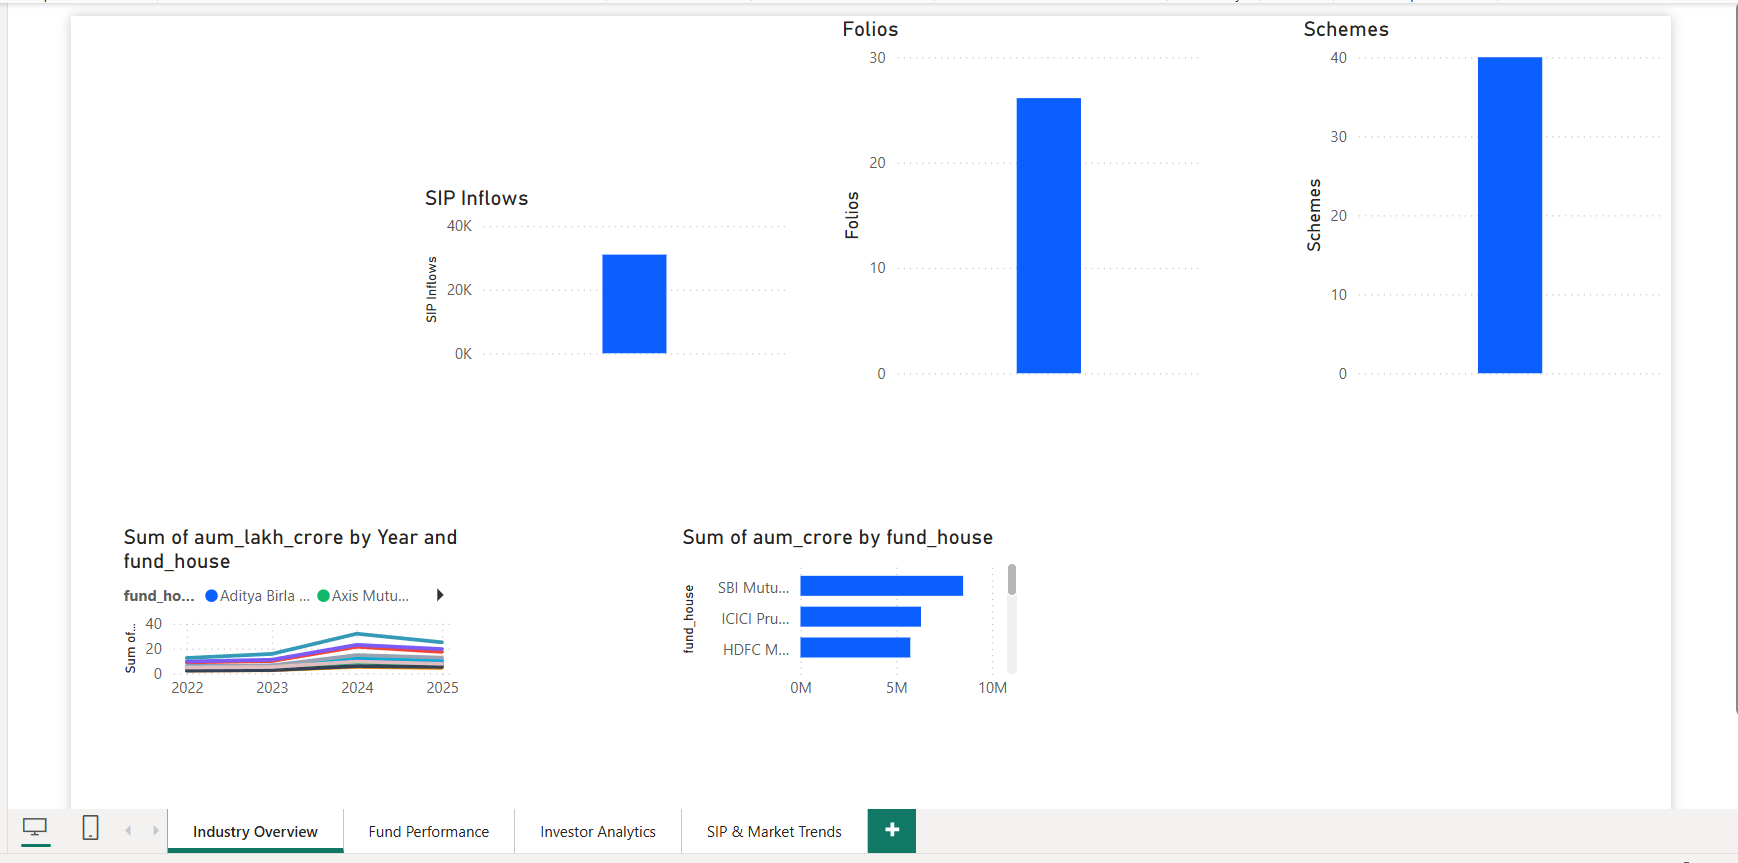 Folios
30
20
10
0
Folios
Schemes
40
30
20
10
0
Schemes
SIP Inflows
40K
20K
0K
SIP Inflows
Sum of aum_lakh_crore by Year and
fund_house
fund_ho... Aditya Birla ... Axis Mutu...
40
20
0
Sum of...
2022 2023 2024 2025
Sum of aum_crore by fund_house
fund_house
SBI Mutu...
ICICI Pru...
HDFC M...
0M 5M 10M
Industry Overview Fund Performance Investor Analytics SIP & Market Trends +